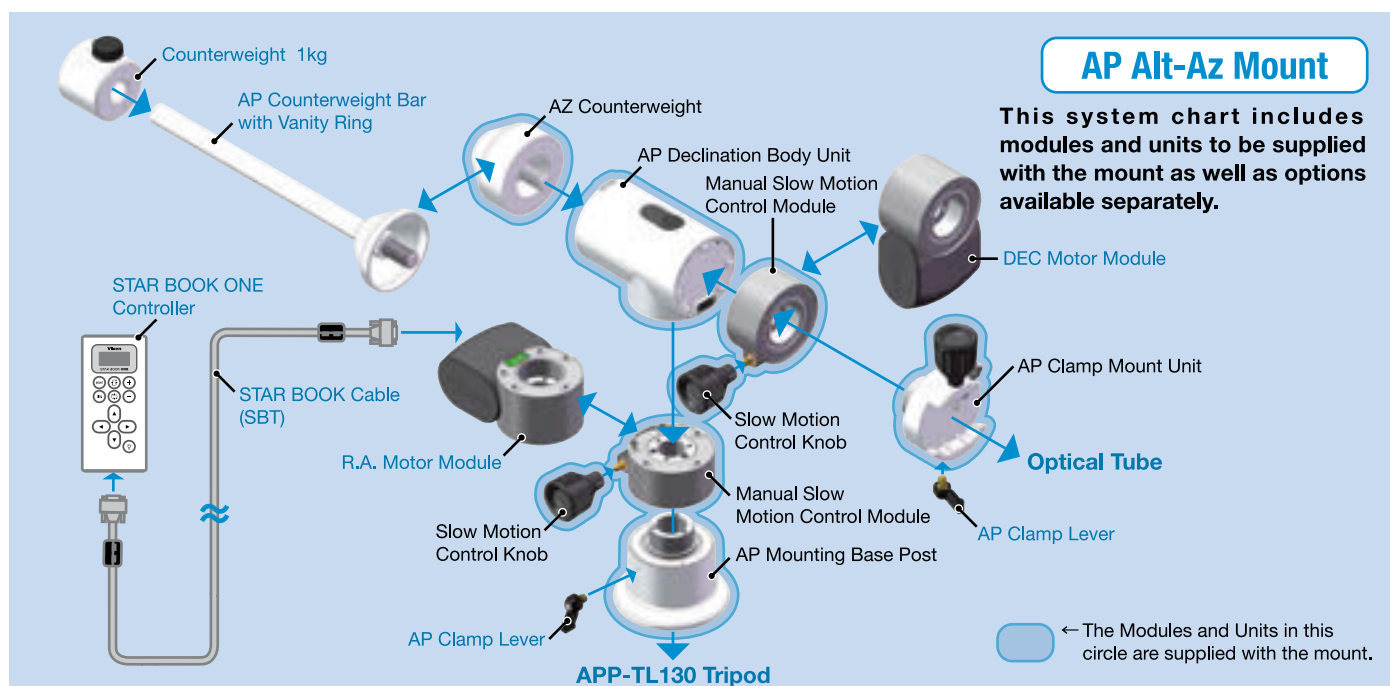 Counterweight 1kg
AP Counterweight Bar
with Vanity Ring
AZ Counterweight
AP Declination Body Unit
Manual Slow Motion
Control Module
AP Alt-Az Mount
This system chart includes
modules and units to be supplied
with the mount as well as options
available separately.
DEC Motor Module
STAR BOOK ONE
Controller
Vixen
STAR BOOK ONE
STAR BOOK Cable
(SBT)
R.A. Motor Module
Slow Motion
Control Knob
AP Clamp Mount Unit
Optical Tube
AP Clamp Lever
Slow Motion
Control Knob
Manual Slow
Motion Control Module
AP Mounting Base Post
AP Clamp Lever
APP-TL130 Tripod
← The Modules and Units in this
circle are supplied with the mount.